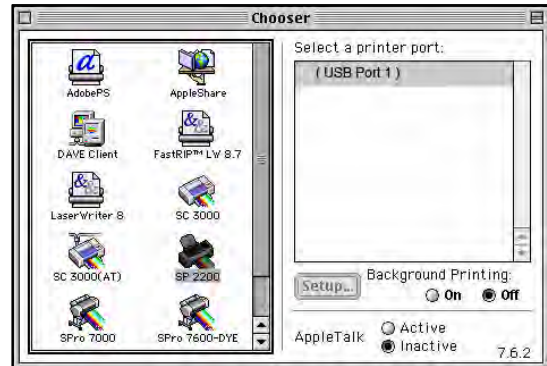 Chooser
AdobePS
AppleShare
DAVE Client
FastRIP™ LW 8.7
LaserWriter 8
SC 3000
SC 3000(AT)
SP 2200
SPro 7000
SPro 7600-DYE
Select a printer port:
( USB Port 1 )
Setup...
Background Printing:
On Off
AppleTalk
Active
Inactive
7.6.2